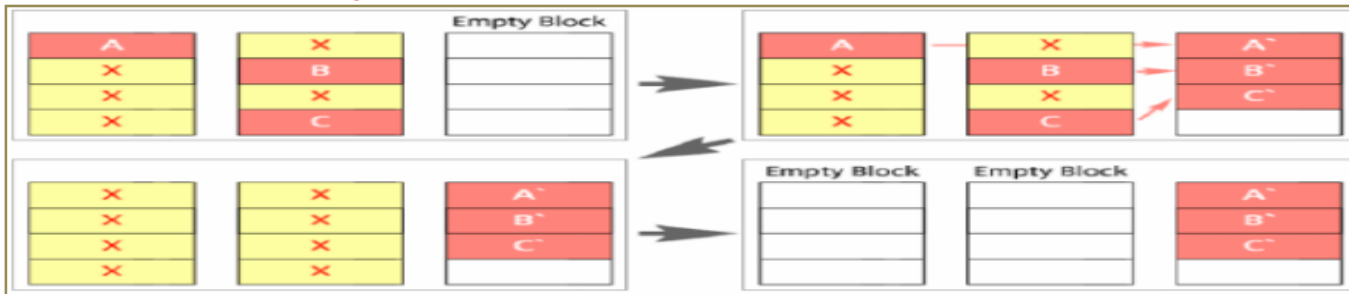 Empty Block
A X
X B
X X
X C
A X A`
X B B`
X X C`
X C
X X A`
X X B`
X X C`
X X
Empty Block Empty Block
A`
B`
C`